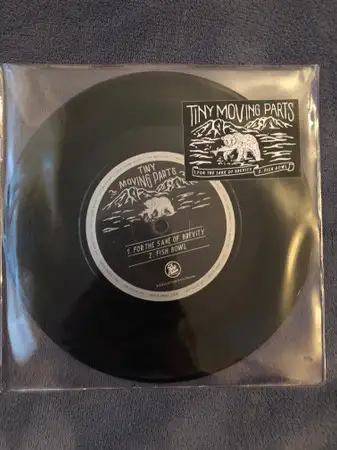 TINY MOVING PARTS
1. FOR THE SAKE OF BREVITY
2. FISH BOWL
TINY
MOVING PARTS
1. FOR THE SAKE OF BREVITY
2. FISH BOWL